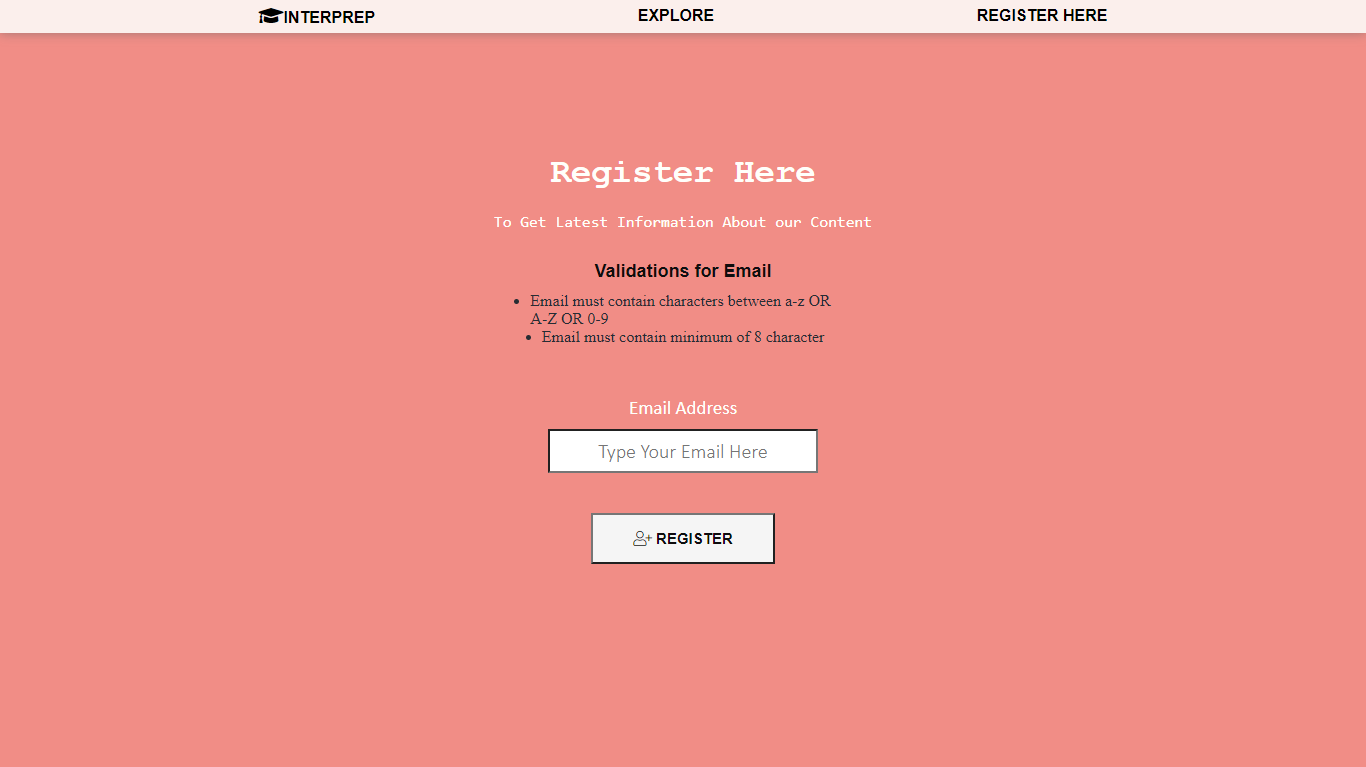 INTERPREP EXPLORE REGISTER HERE
Register Here
To Get Latest Information About our Content
Validations for Email
• Email must contain characters between a-z OR
A-Z OR 0-9
• Email must contain minimum of 8 character
Email Address
Type Your Email Here
REGISTER